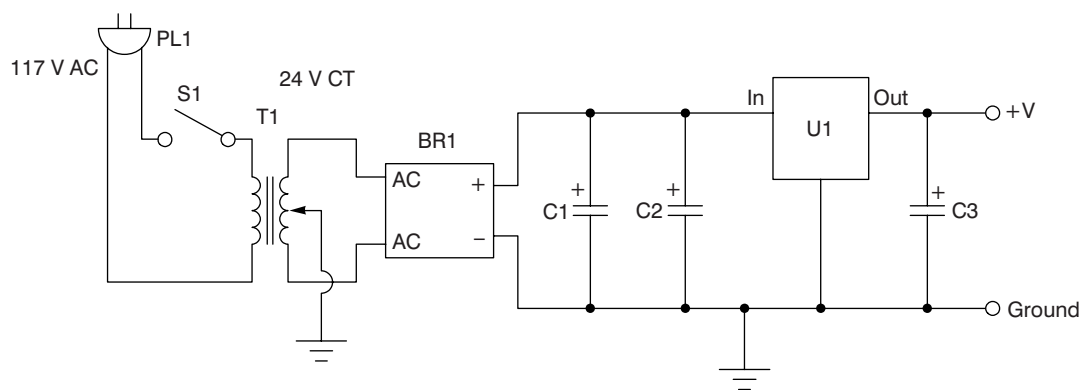 PL1
117 V AC
24 V CT
S1
T1
BR1
In
Out
+V
U1
AC
+
AC
−
+
C1
+
C2
+
C3
Ground